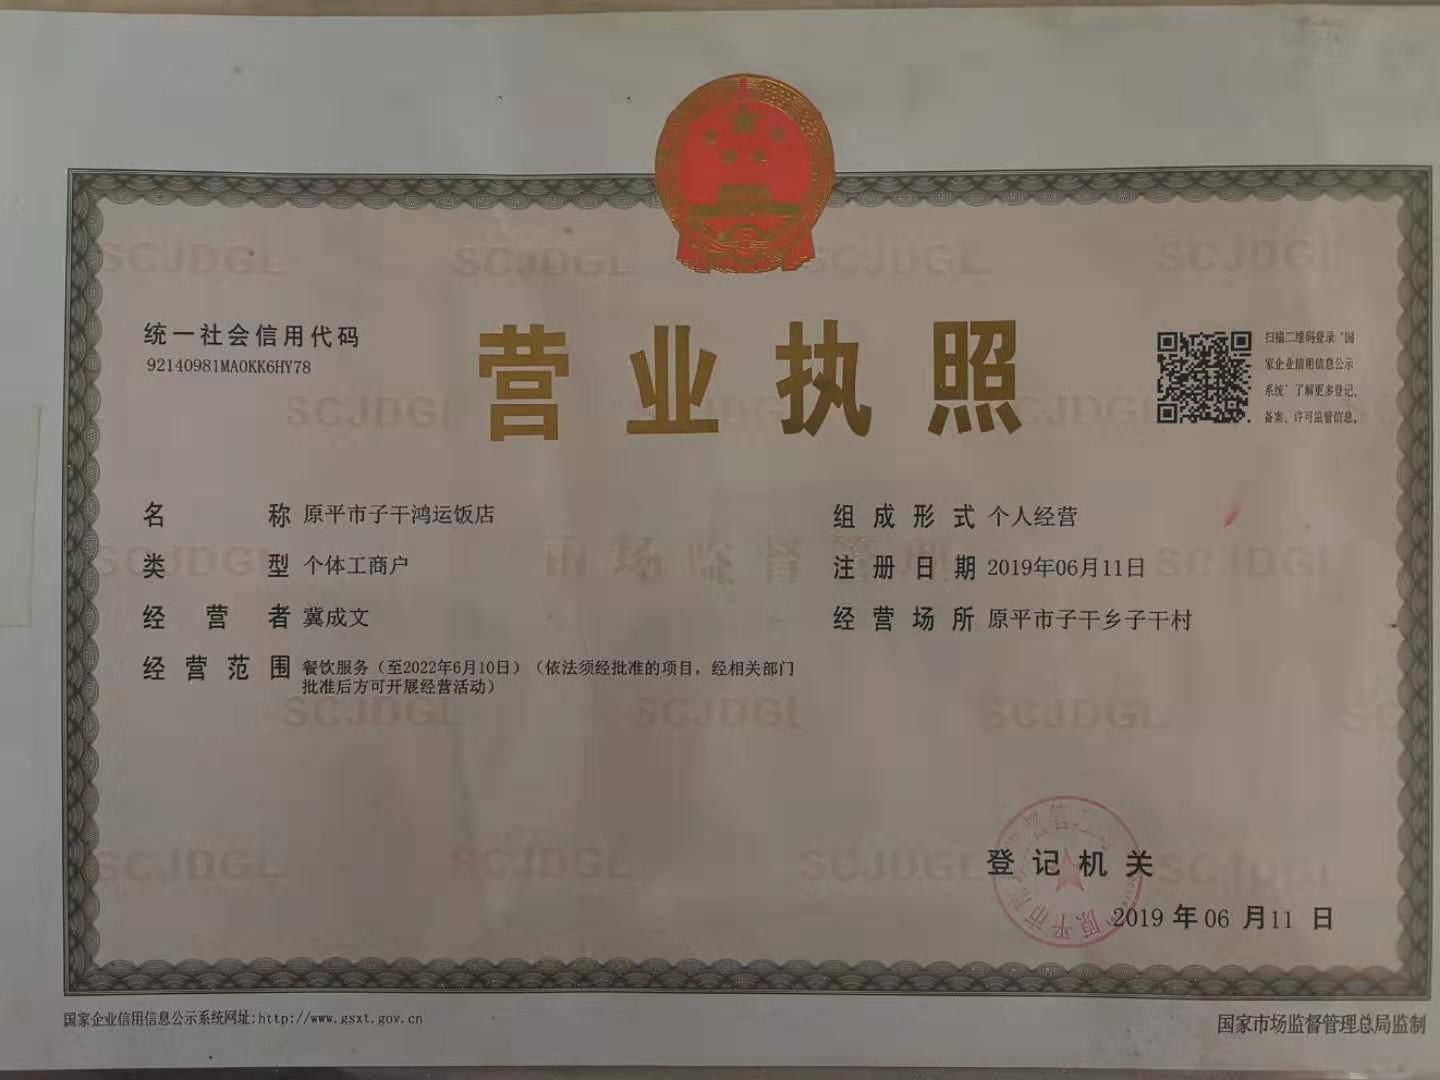 统一社会信用代码
92140981MA0KK6HY78
营业执照
扫描二维码登录‘国
家企业信用信息公示
系统’了解更多登记、
备案、许可监管信息。
名称 原平市子干鸿运饭店
类型 个体工商户
经营者 冀成文
经营范围 餐饮服务（至2022年6月10日）（依法须经批准的项目，经相关部门
批准后方可开展经营活动）
组成形式 个人经营
注册日期 2019年06月11日
经营场所 原平市子干乡子干村
登记机关
2019 年 06 月 11 日
国家企业信用信息公示系统网址:http://www.gsxt.gov.cn
国家市场监督管理总局监制